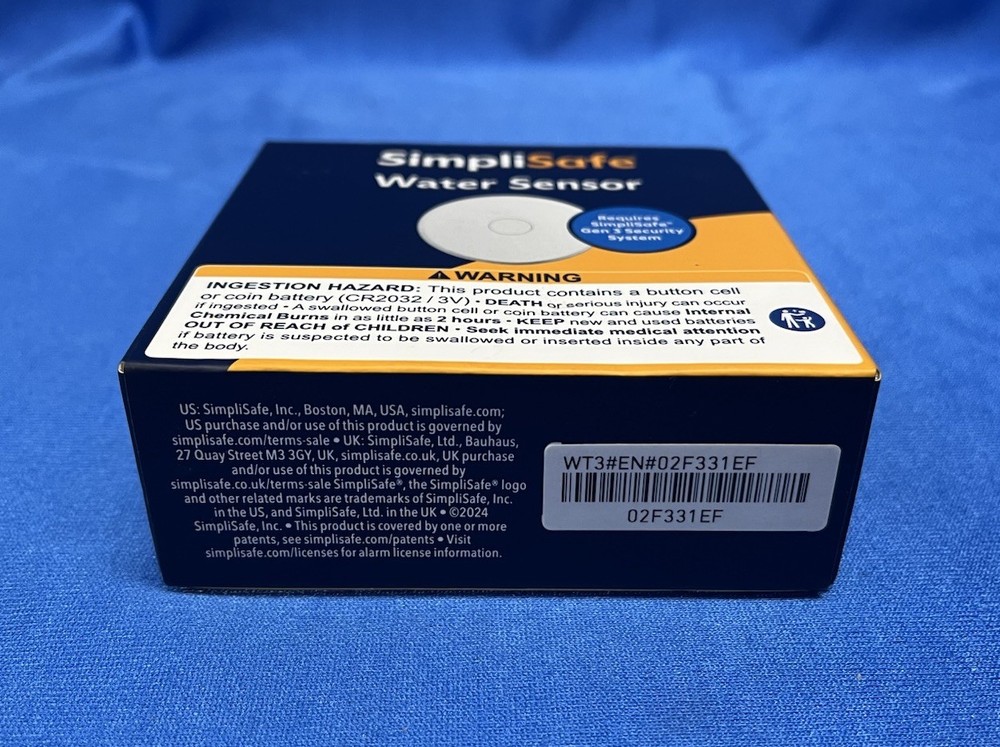 SimpliSafe
Water Sensor
Requires
SimpliSafe™
Gen 3 Security
System
WARNING
INGESTION HAZARD: This product contains a button cell
or coin battery (CR2032 / 3V) • DEATH or serious injury can occur
if ingested • A swallowed button cell or coin battery can cause Internal
Chemical Burns in as little as 2 hours • KEEP new and used batteries
OUT OF REACH of CHILDREN • Seek immediate medical attention
if battery is suspected to be swallowed or inserted inside any part of
the body.
US: SimpliSafe, Inc., Boston, MA, USA, simplisafe.com;
US purchase and/or use of this product is governed by
simplisafe.com/terms-sale • UK: SimpliSafe, Ltd., Bauhaus,
27 Quay Street M3 3GY, UK, simplisafe.co.uk, UK purchase
and/or use of this product is governed by
simplisafe.co.uk/terms-sale SimpliSafe®, the SimpliSafe® logo
and other related marks are trademarks of SimpliSafe, Inc.
in the US, and SimpliSafe, Ltd. in the UK • ©2024
SimpliSafe, Inc. • This product is covered by one or more
patents, see simplisafe.com/patents • Visit
simplisafe.com/licenses for alarm license information.
WT3#EN#02F331EF
02F331EF